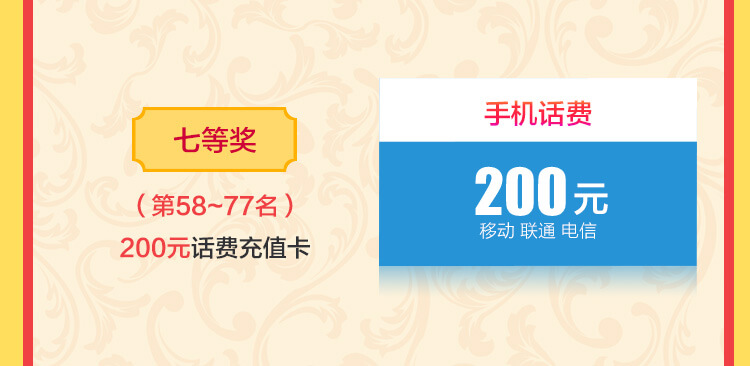 七等奖
（第58~77名）
200元话费充值卡
手机话费
200元
移动 联通 电信